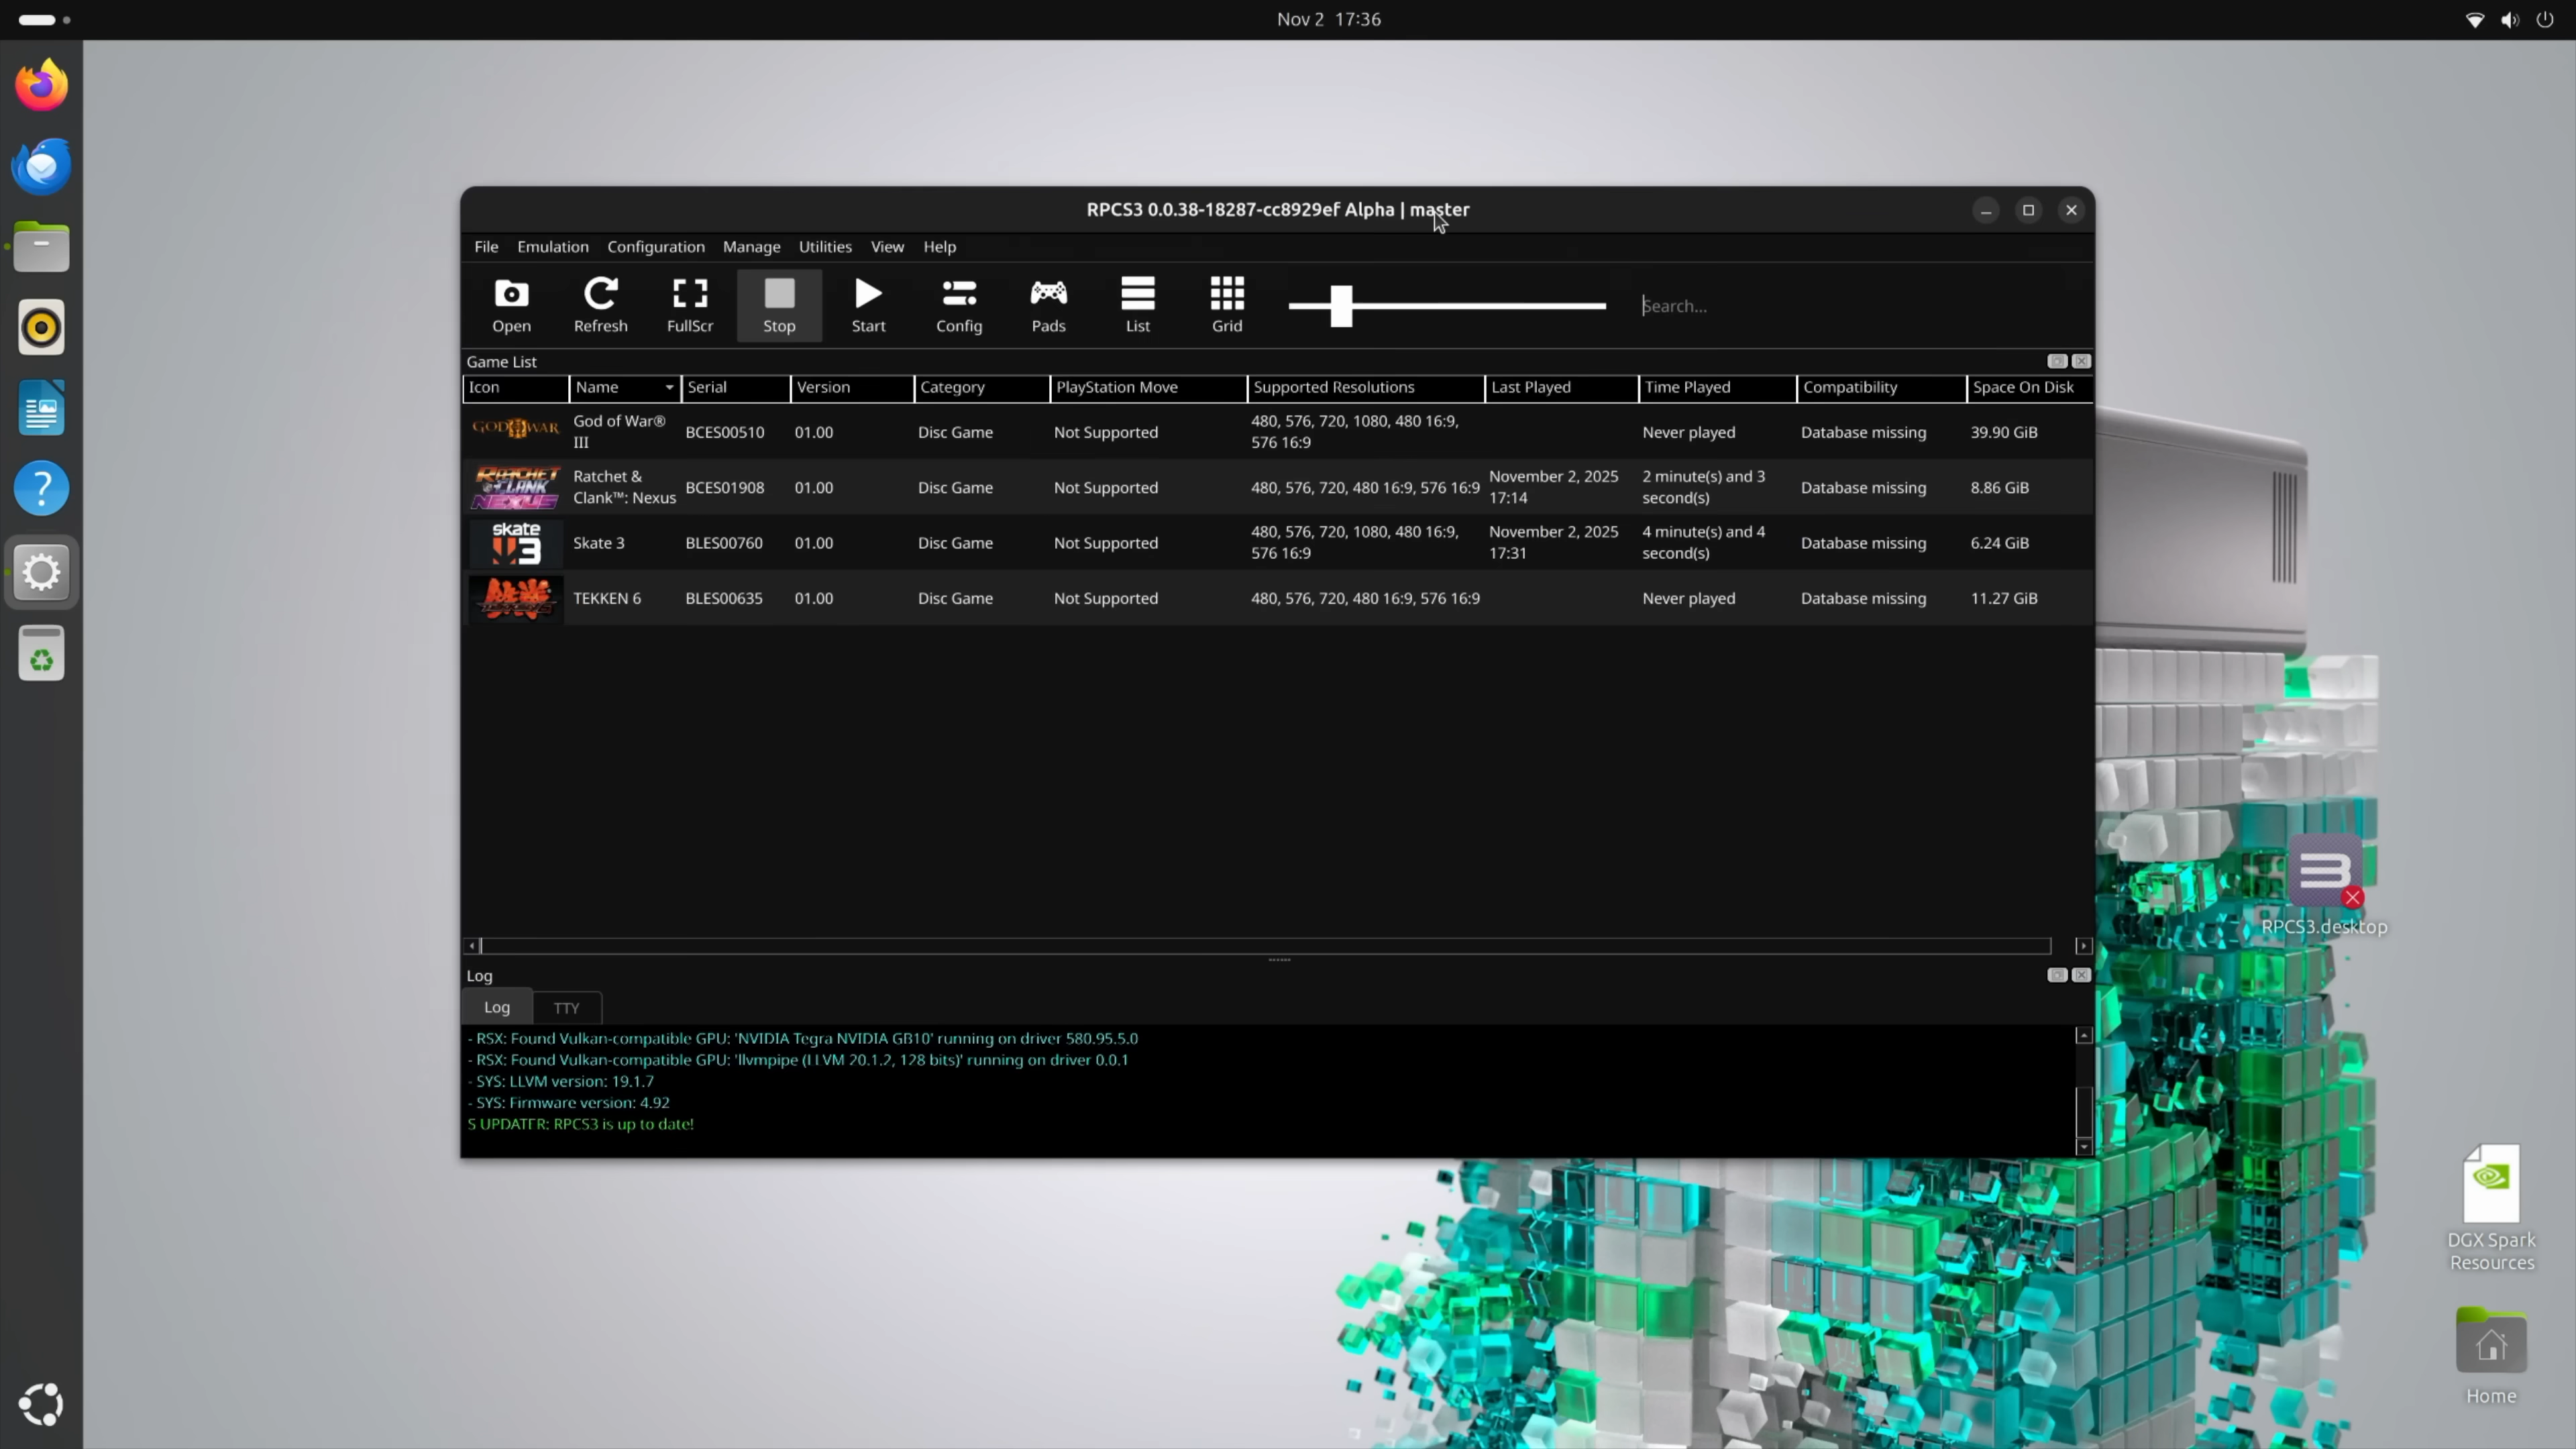 Nov 2 17:36
RPCS3 0.0.38-18287-cc8929ef Alpha | master
File Emulation Configuration Manage Utilities View Help
Open Refresh FullScr Stop Start Config Pads List Grid Search...
Game List
Icon Name Serial Version Category PlayStation Move Supported Resolutions Last Played Time Played Compatibility Space On Disk
GOD WAR God of War® III BCES00510 01.00 Disc Game Not Supported 480, 576, 720, 1080, 480 16:9, 576 16:9 Never played Database missing 39.90 GiB
RATCHET CLANK NEXUS Ratchet & Clank™: Nexus BCES01908 01.00 Disc Game Not Supported 480, 576, 720, 480 16:9, 576 16:9 November 2, 2025 17:14 2 minute(s) and 3 second(s) Database missing 8.86 GiB
skate 3 Skate 3 BLES00760 01.00 Disc Game Not Supported 480, 576, 720, 1080, 480 16:9, 576 16:9 November 2, 2025 17:31 4 minute(s) and 4 second(s) Database missing 6.24 GiB
鉄拳 TEKKEN 6 BLES00635 01.00 Disc Game Not Supported 480, 576, 720, 480 16:9, 576 16:9 Never played Database missing 11.27 GiB
Log
Log TTY
- RSX: Found Vulkan-compatible GPU: 'NVIDIA Tegra NVIDIA GB10' running on driver 580.95.5.0
- RSX: Found Vulkan-compatible GPU: 'llvmpipe (LLVM 20.1.2, 128 bits)' running on driver 0.0.1
- SYS: LLVM version: 19.1.7
- SYS: Firmware version: 4.92
S UPDATER: RPCS3 is up to date!
RPCS3.desktop
DGX Spark
Resources
Home